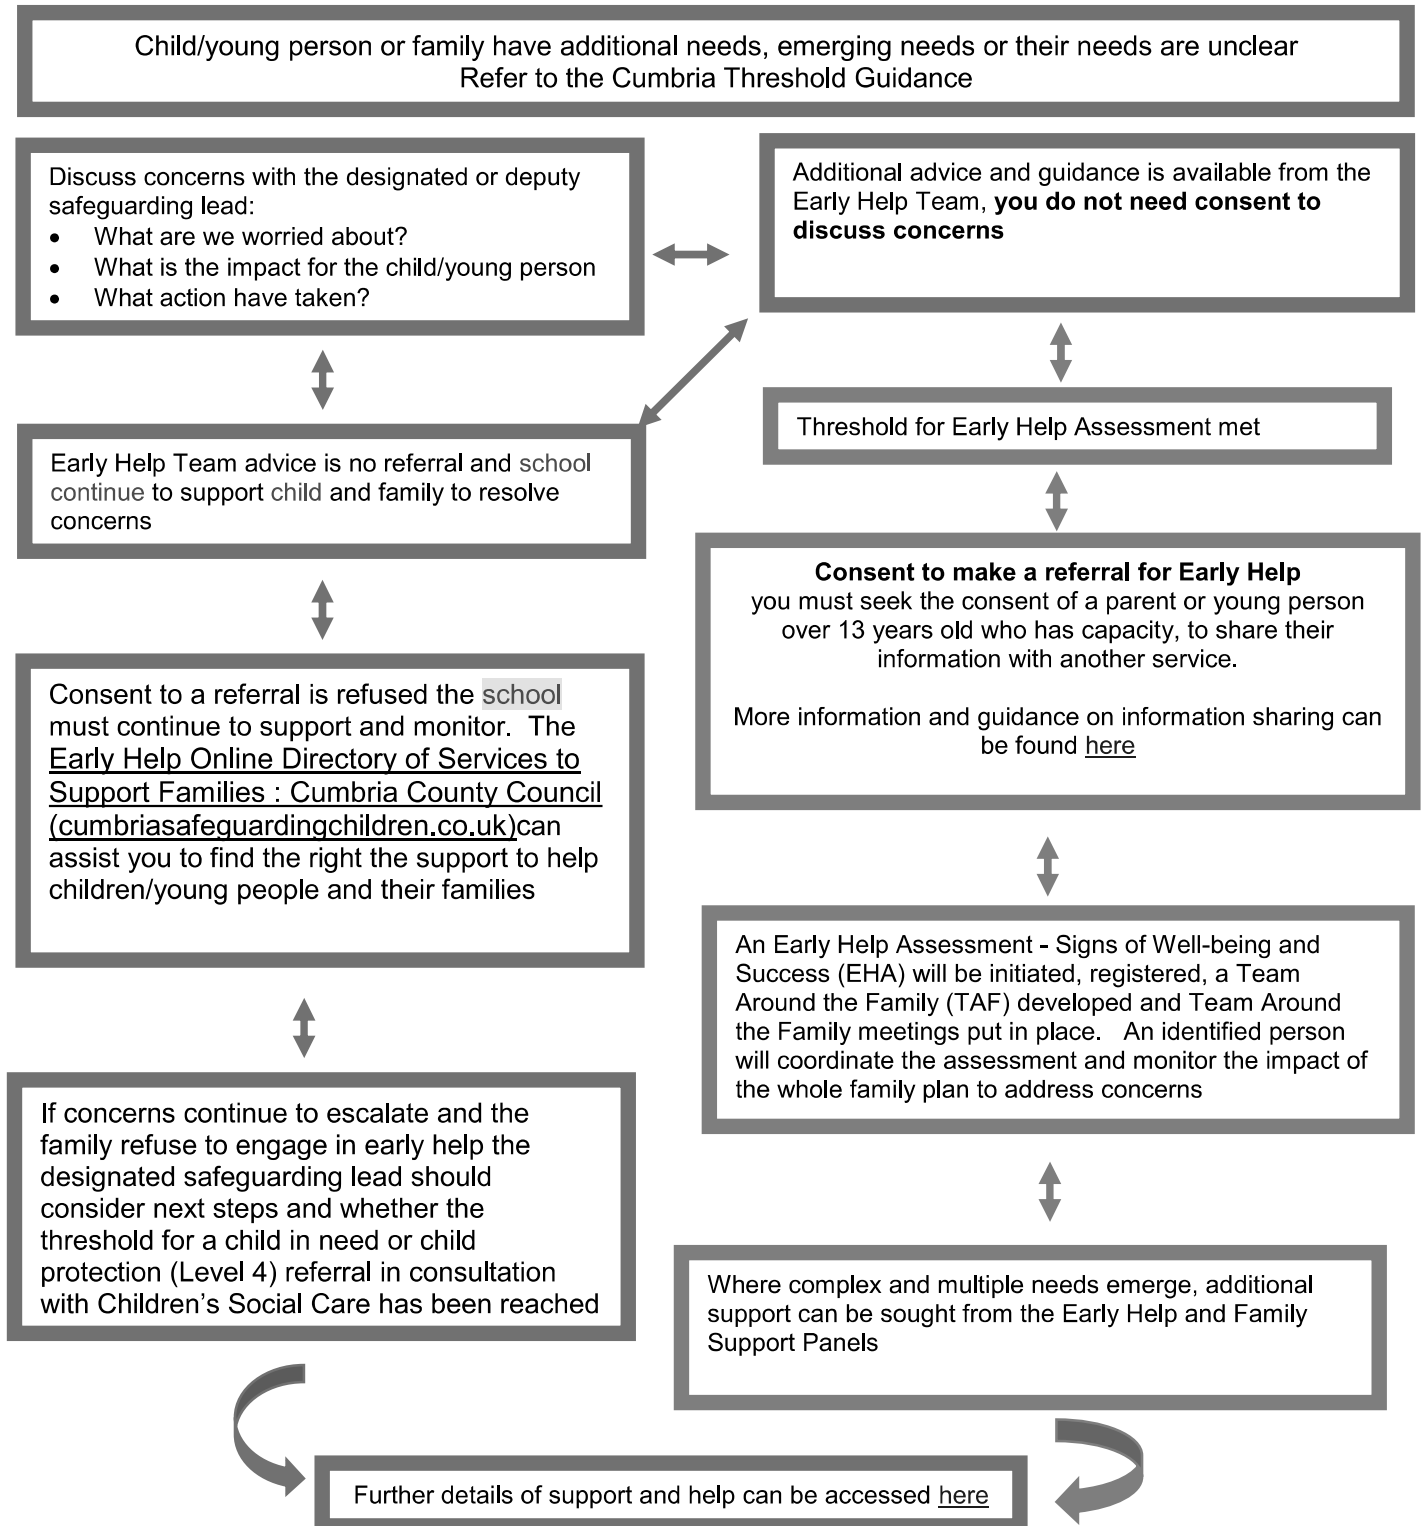 Child/young person or family have additional needs, emerging needs or their needs are unclear
Refer to the Cumbria Threshold Guidance
Discuss concerns with the designated or deputy
safeguarding lead:
• What are we worried about?
• What is the impact for the child/young person
• What action have taken?
Additional advice and guidance is available from the
Early Help Team, you do not need consent to
discuss concerns
Threshold for Early Help Assessment met
Early Help Team advice is no referral and school
continue to support child and family to resolve
concerns
Consent to make a referral for Early Help
you must seek the consent of a parent or young person
over 13 years old who has capacity, to share their
information with another service.
More information and guidance on information sharing can
be found here
Consent to a referral is refused the school
must continue to support and monitor. The
Early Help Online Directory of Services to
Support Families : Cumbria County Council
(cumbriasafeguardingchildren.co.uk)can
assist you to find the right the support to help
children/young people and their families
An Early Help Assessment - Signs of Well-being and
Success (EHA) will be initiated, registered, a Team
Around the Family (TAF) developed and Team Around
the Family meetings put in place. An identified person
will coordinate the assessment and monitor the impact of
the whole family plan to address concerns
If concerns continue to escalate and the
family refuse to engage in early help the
designated safeguarding lead should
consider next steps and whether the
threshold for a child in need or child
protection (Level 4) referral in consultation
with Children's Social Care has been reached
Where complex and multiple needs emerge, additional
support can be sought from the Early Help and Family
Support Panels
Further details of support and help can be accessed here